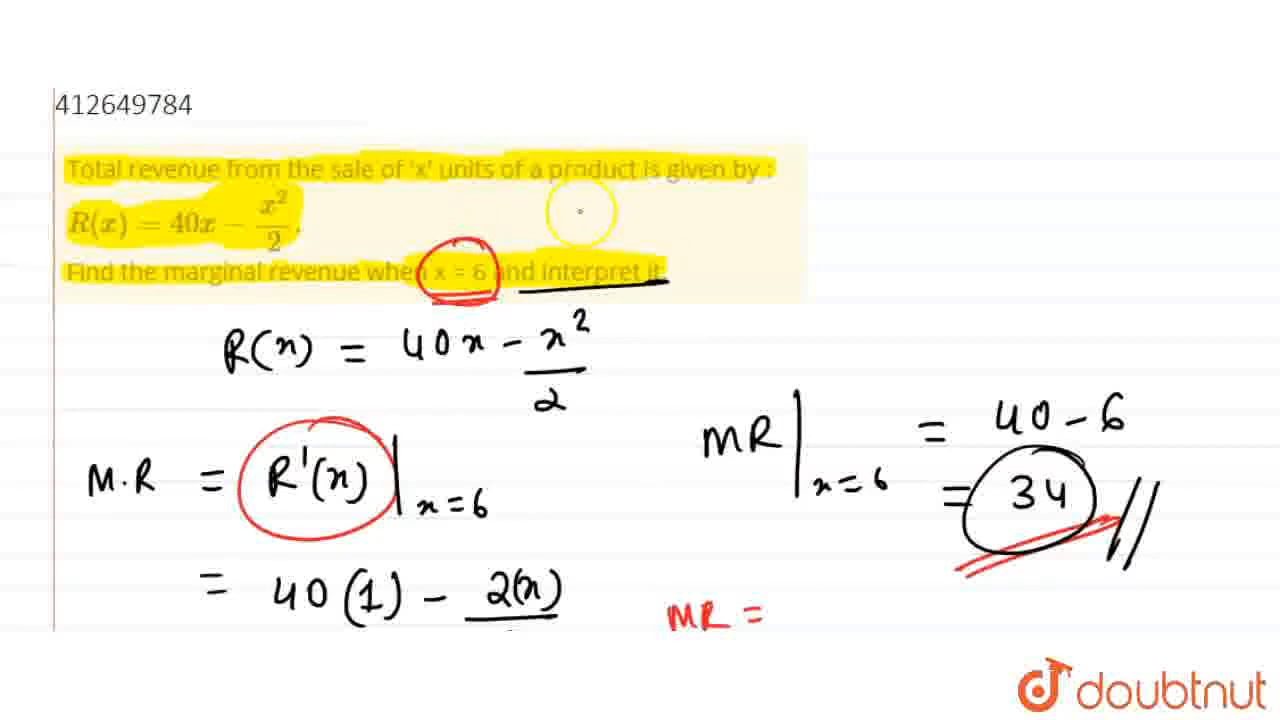 412649784
Total revenue from the sale of 'x' units of a product is given by :
R(x) = 40x − x²/2.
Find the marginal revenue when x = 6 and interpret it
R(x) = 40x − x²/2
M.R = R'(x)|x=6
= 40(1) − 2(x)
MR|x=6 = 40 − 6
= 34 //
MR =
doubtnut